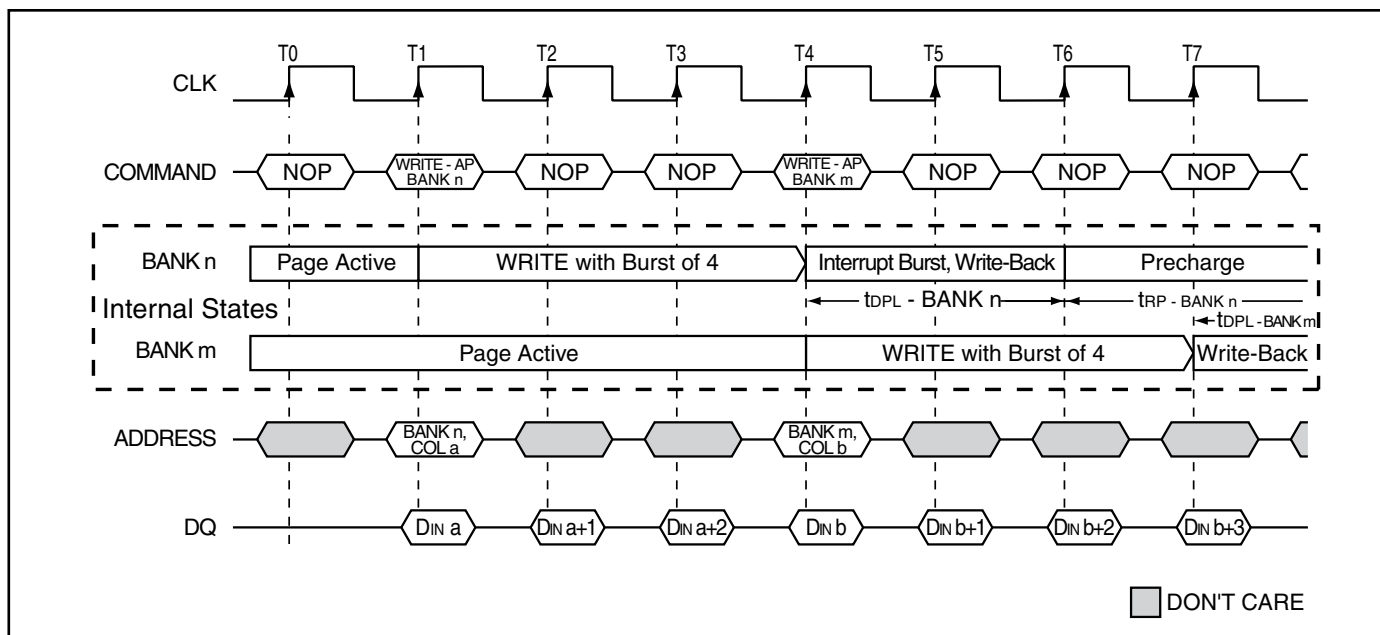 T0 T1 T2 T3 T4 T5 T6 T7
CLK
COMMAND NOP WRITE - AP NOP NOP WRITE - AP NOP NOP NOP
BANK n BANK m
BANK n Page Active WRITE with Burst of 4 Interrupt Burst, Write-Back Precharge
Internal States tDPL - BANK n tRP - BANK n
tDPL - BANK m
BANK m Page Active WRITE with Burst of 4 Write-Back
ADDRESS BANK n, BANK m,
COL a COL b
DQ DIN a DIN a+1 DIN a+2 DIN b DIN b+1 DIN b+2 DIN b+3
DON'T CARE